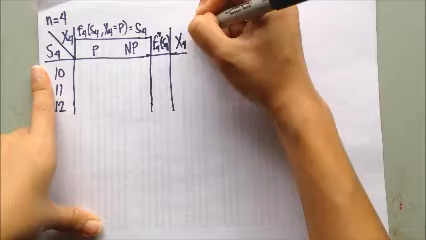 n=4
X₄ f₄(S₄, X₄=P) = S₄
S₄ P NP f₄*(S₄) X₄
10
11
12